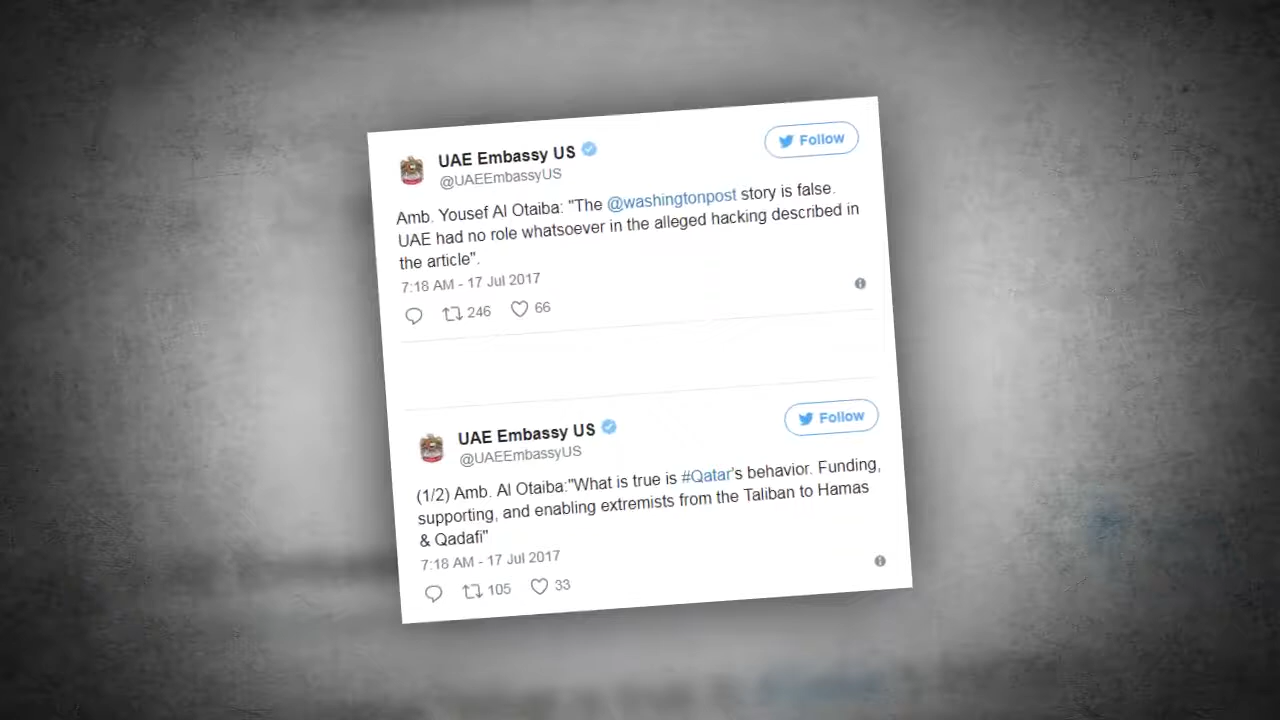 UAE Embassy US
Follow
@UAEEmbassyUS
Amb. Yousef Al Otaiba: "The @washingtonpost story is false.
UAE had no role whatsoever in the alleged hacking described in
the article".
7:18 AM - 17 Jul 2017
246 66
UAE Embassy US
Follow
@UAEEmbassyUS
(1/2) Amb. Al Otaiba:"What is true is #Qatar's behavior. Funding,
supporting, and enabling extremists from the Taliban to Hamas
& Qadafi"
7:18 AM - 17 Jul 2017
105 33